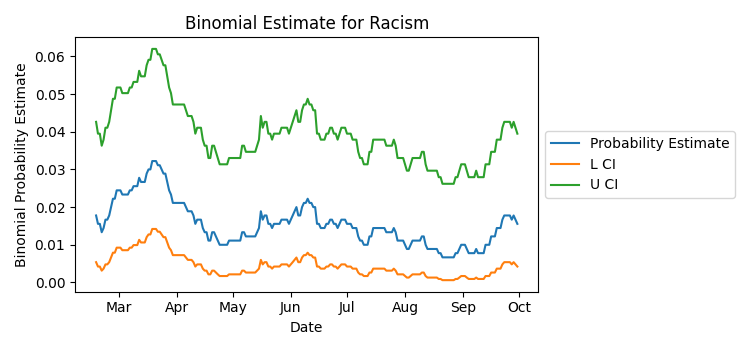 Binomial Estimate for Racism
Binomial Probability Estimate
0.06
0.05
0.04
0.03
0.02
0.01
0.00
Mar Apr May Jun Jul Aug Sep Oct
Date
Probability Estimate
L CI
U CI